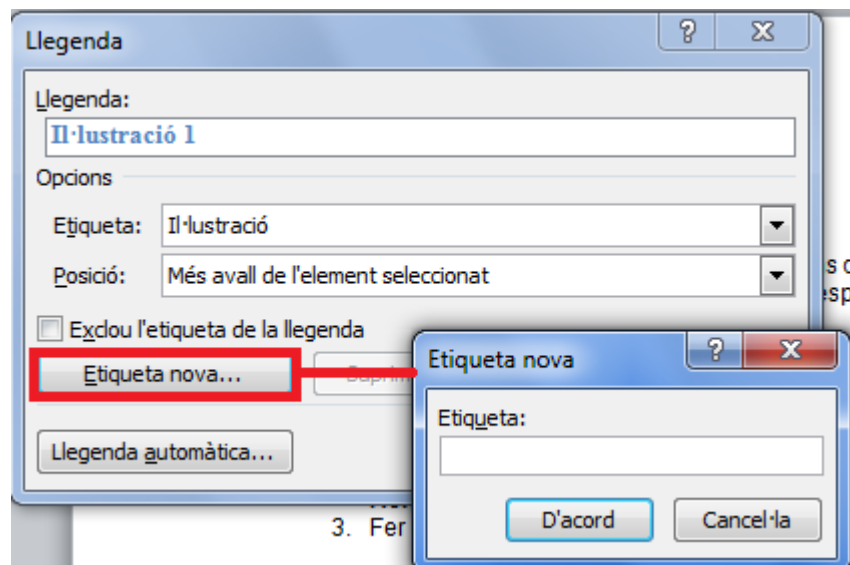 Llegenda
Llegenda:
Il·lustració 1
Opcions
Etiqueta: Il·lustració
Posició: Més avall de l'element seleccionat
Exclou l'etiqueta de la llegenda
Etiqueta nova...
Llegenda automàtica...
Etiqueta nova
Etiqueta:
D'acord Cancel·la
3. Fer